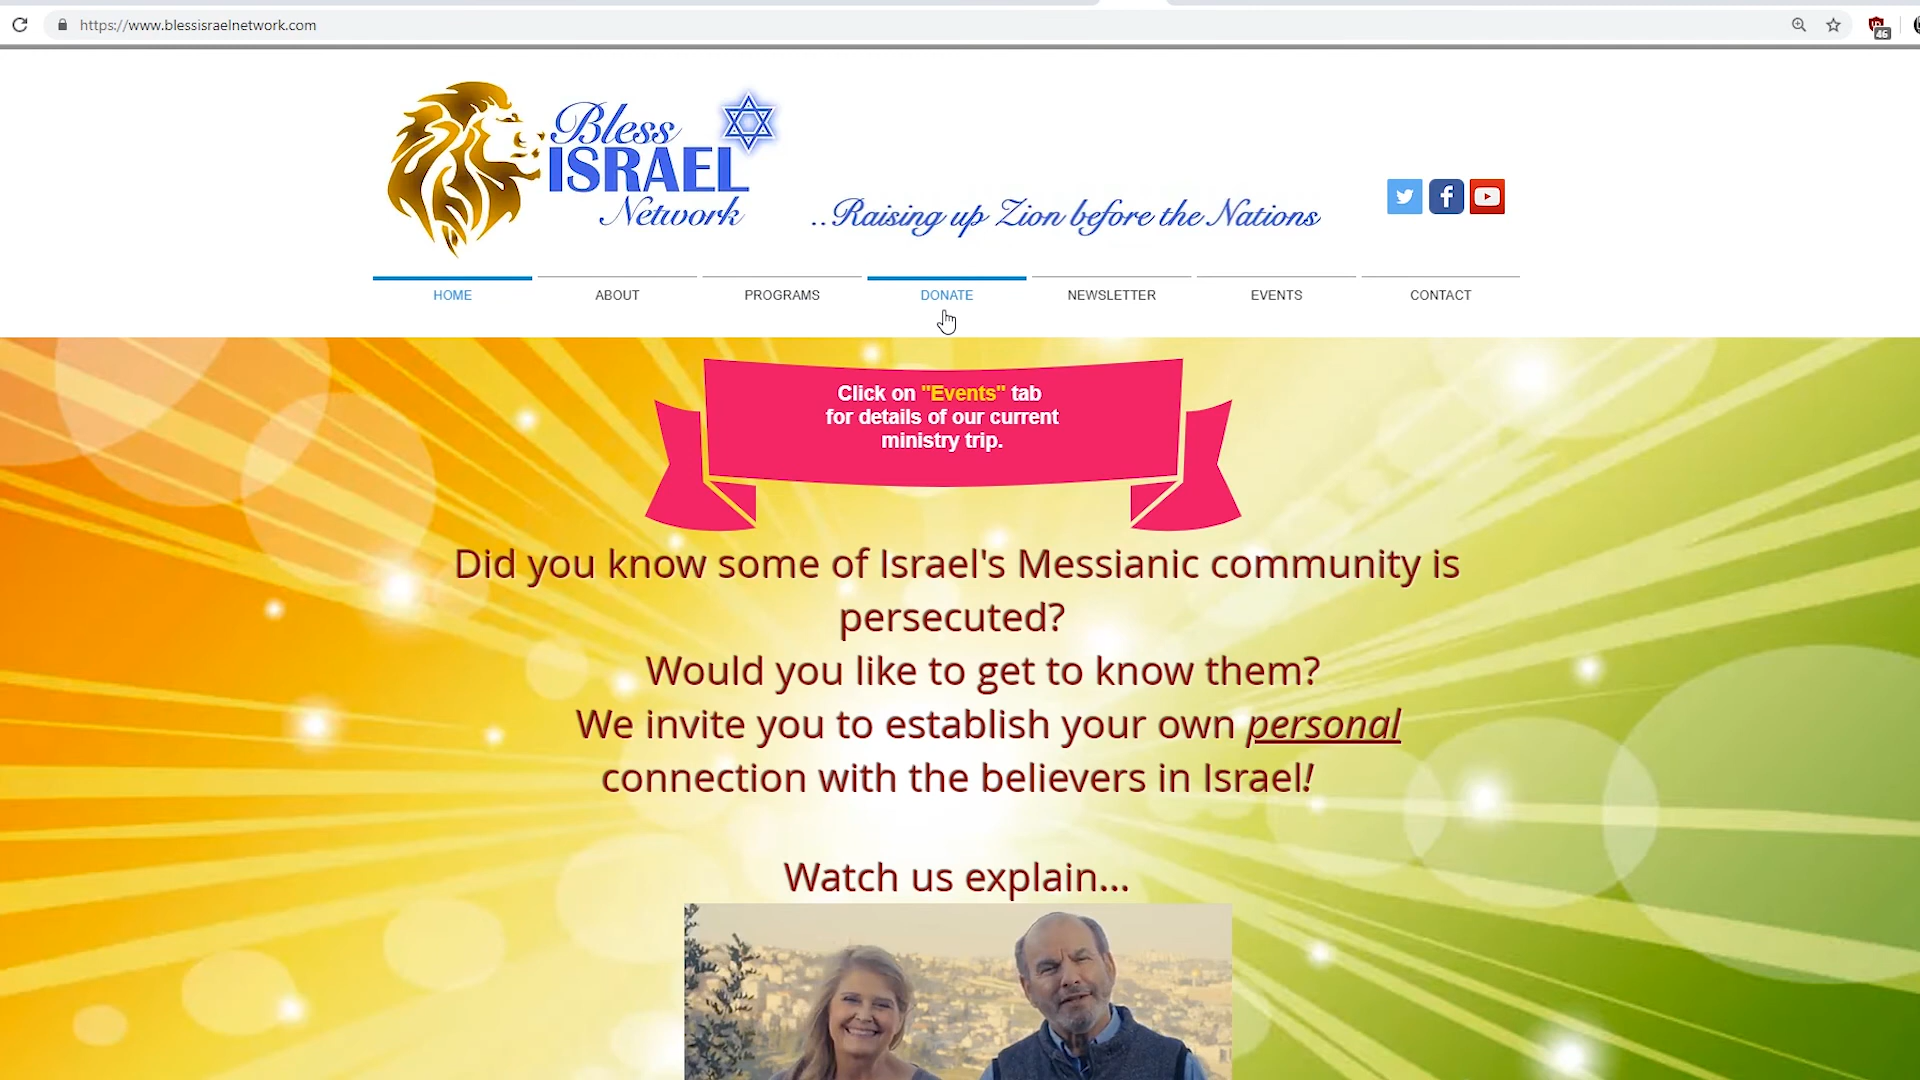 https://www.blessisraelnetwork.com
46
Bless
ISRAEL
Network
..Raising up Zion before the Nations
HOME ABOUT PROGRAMS DONATE NEWSLETTER EVENTS CONTACT
Click on "Events" tab
for details of our current
ministry trip.
Did you know some of Israel's Messianic community is
persecuted?
Would you like to get to know them?
We invite you to establish your own personal
connection with the believers in Israel!
Watch us explain...